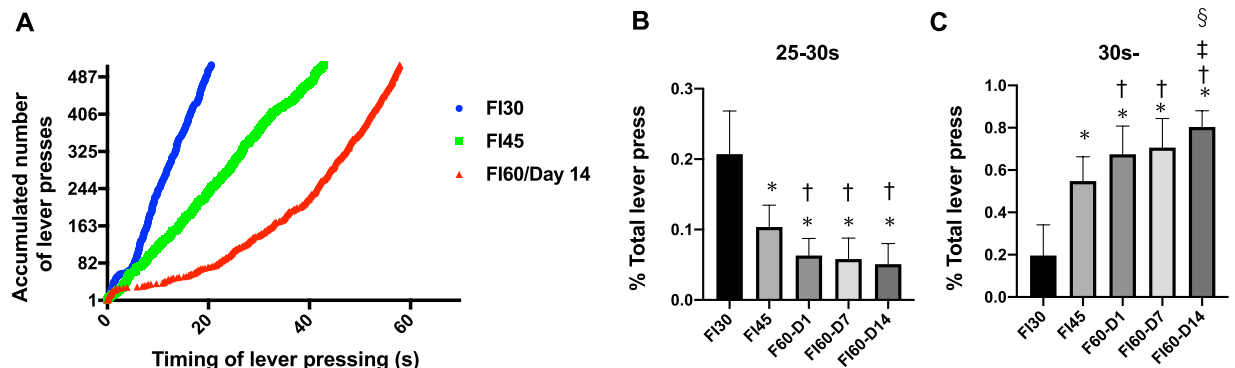 A
Accumulated number
of lever presses
487
406
325
244
163
82
1
0
20
40
60
Timing of lever pressing (s)
FI30
FI45
FI60/Day 14
B
25-30s
% Total lever press
0.3
0.2
0.1
0.0
*
†
*
†
*
†
*
FI30
FI45
F60-D1
FI60-D7
FI60-D14
C
30s-
% Total lever press
1.0
0.8
0.6
0.4
0.2
0.0
*
†
*
†
*
§
‡
†
*
FI30
FI45
F60-D1
FI60-D7
FI60-D14